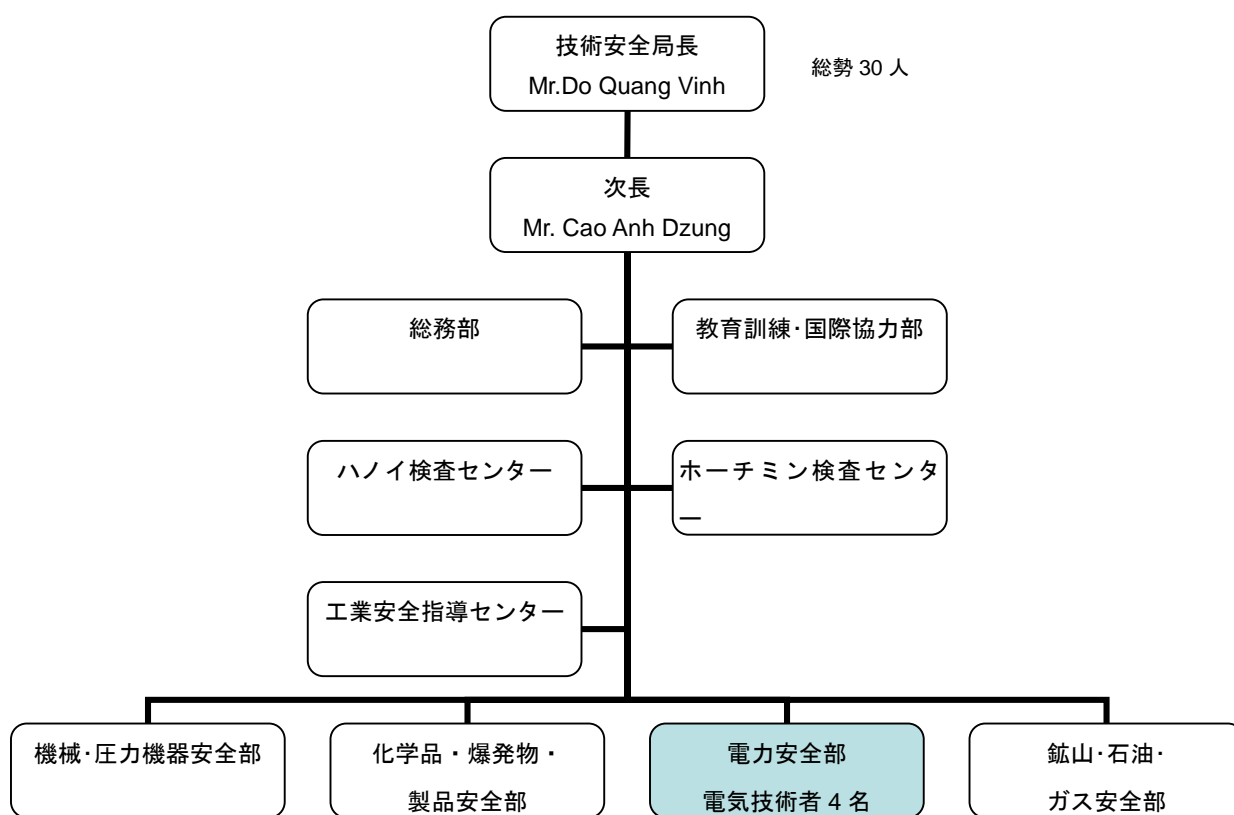 技術安全局長
Mr.Do Quang Vinh
総勢 30 人
次長
Mr. Cao Anh Dzung
総務部
教育訓練・国際協力部
ハノイ検査センター
ホーチミン検査センタ
ー
工業安全指導センター
機械・圧力機器安全部
化学品・爆発物・
製品安全部
電力安全部
電気技術者 4 名
鉱山・石油・
ガス安全部